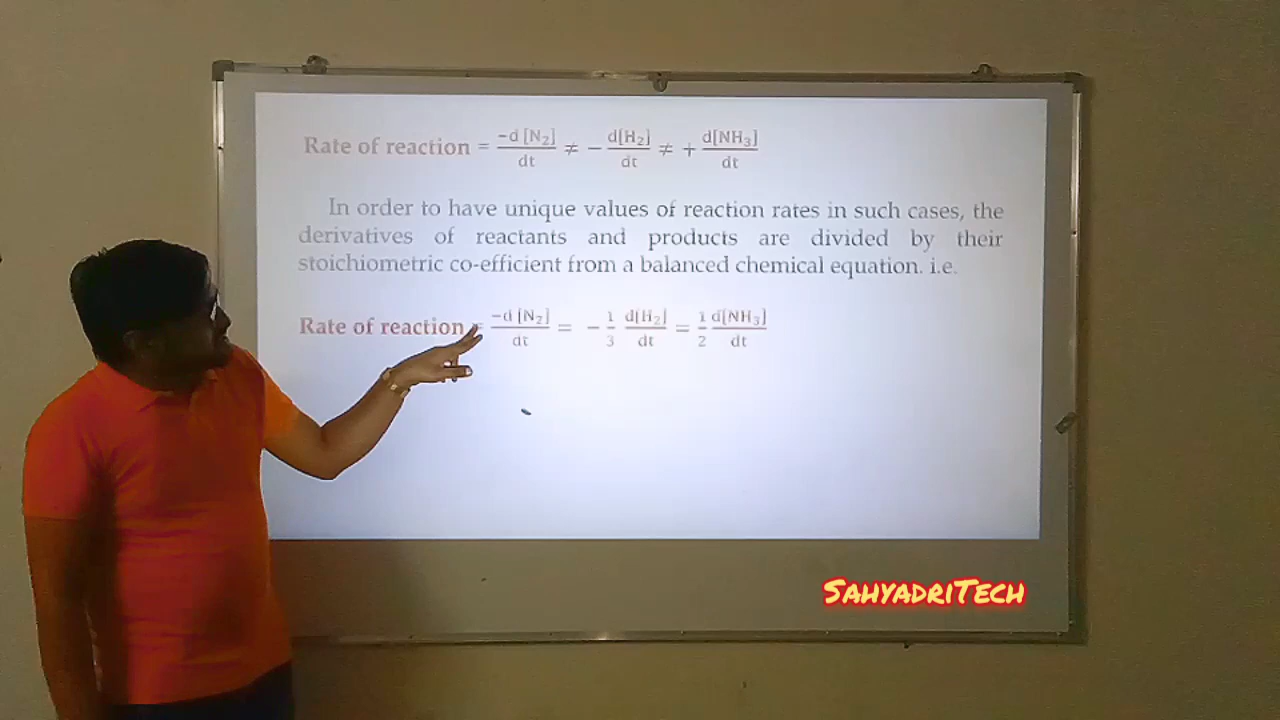 Rate of reaction = −d [N₂]/dt ≠ − d[H₂]/dt ≠ + d[NH₃]/dt
In order to have unique values of reaction rates in such cases, the
derivatives of reactants and products are divided by their
stoichiometric co-efficient from a balanced chemical equation. i.e.
Rate of reaction = −d [N₂]/dt = − 1/3 d[H₂]/dt = 1/2 d[NH₃]/dt
SAHYADRITECH